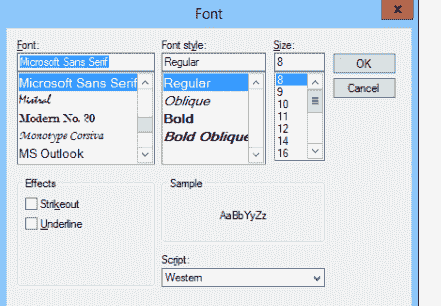 Font
Font: Font style: Size:
Microsoft Sans Serif Regular 8 OK
Microsoft Sans Serif Regular 8 Cancel
Mistral Oblique 9
Modern No. 20 Bold 10
Monotype Corsiva Bold Oblique 11
MS Outlook 12
14
16
Effects Sample
Strikeout
Underline AaBbYyZz
Script:
Western